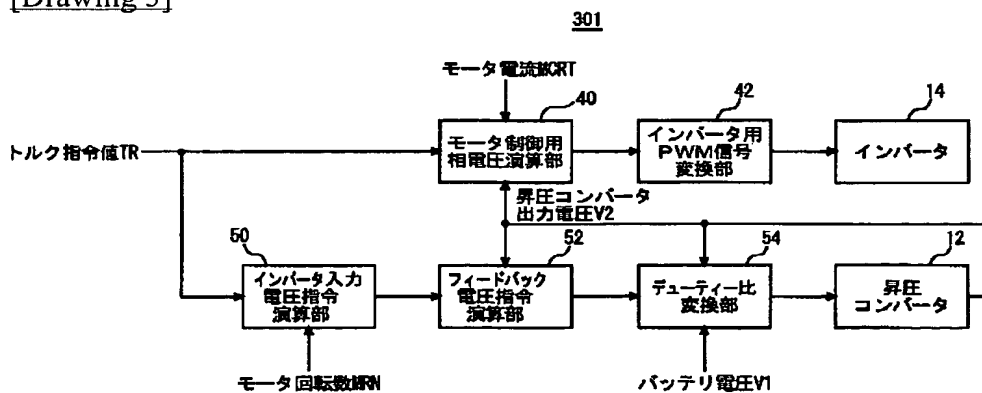 [Drawing 3]
301
モータ電流MCRT
40
42
14
トルク指令値TR
モータ制御用
相電圧演算部
インバータ用
PWM信号
変換部
インバータ
昇圧コンバータ
出力電圧V2
50
52
54
12
インバータ入力
電圧指令
演算部
フィードバック
電圧指令
演算部
デューティー比
変換部
昇圧
コンバータ
モータ回転数MRN
バッテリ電圧V1